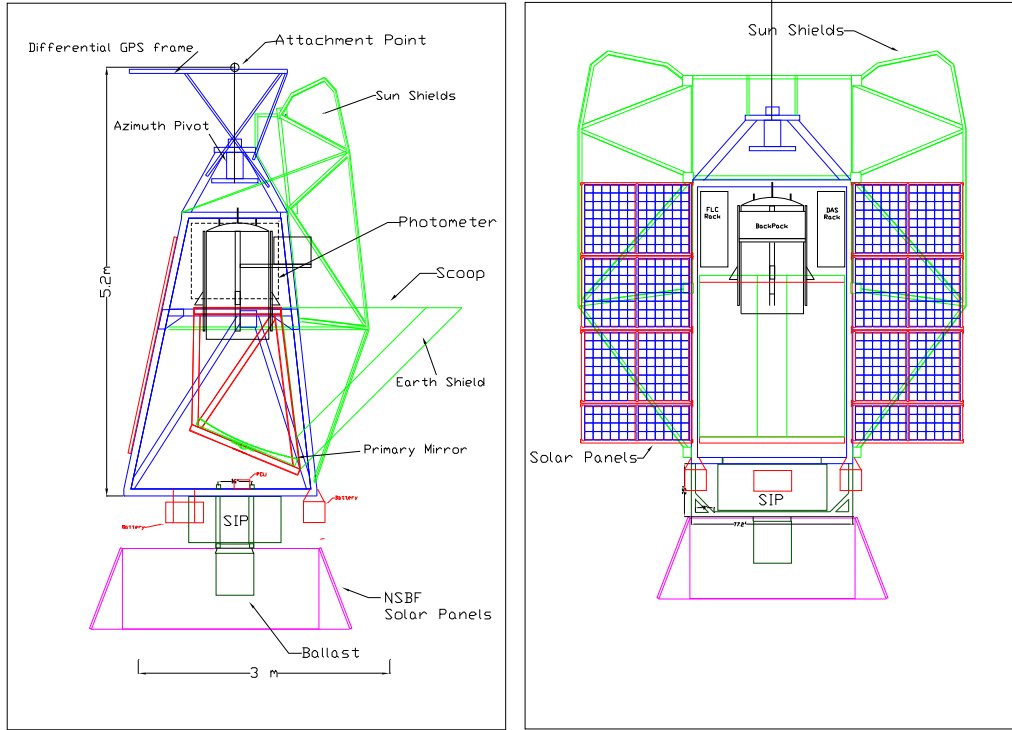 Attachment Point
Differential GPS frame
Sun Shields
Azimuth Pivot
Photometer
Scoop
5.2m
Earth Shield
Primary Mirror
PCU
Battery
Battery
SIP
NSBF
Solar Panels
Ballast
3 m
Sun Shields
FLC
Rack
DAS
Rack
BackPack
Solar Panels
SIP